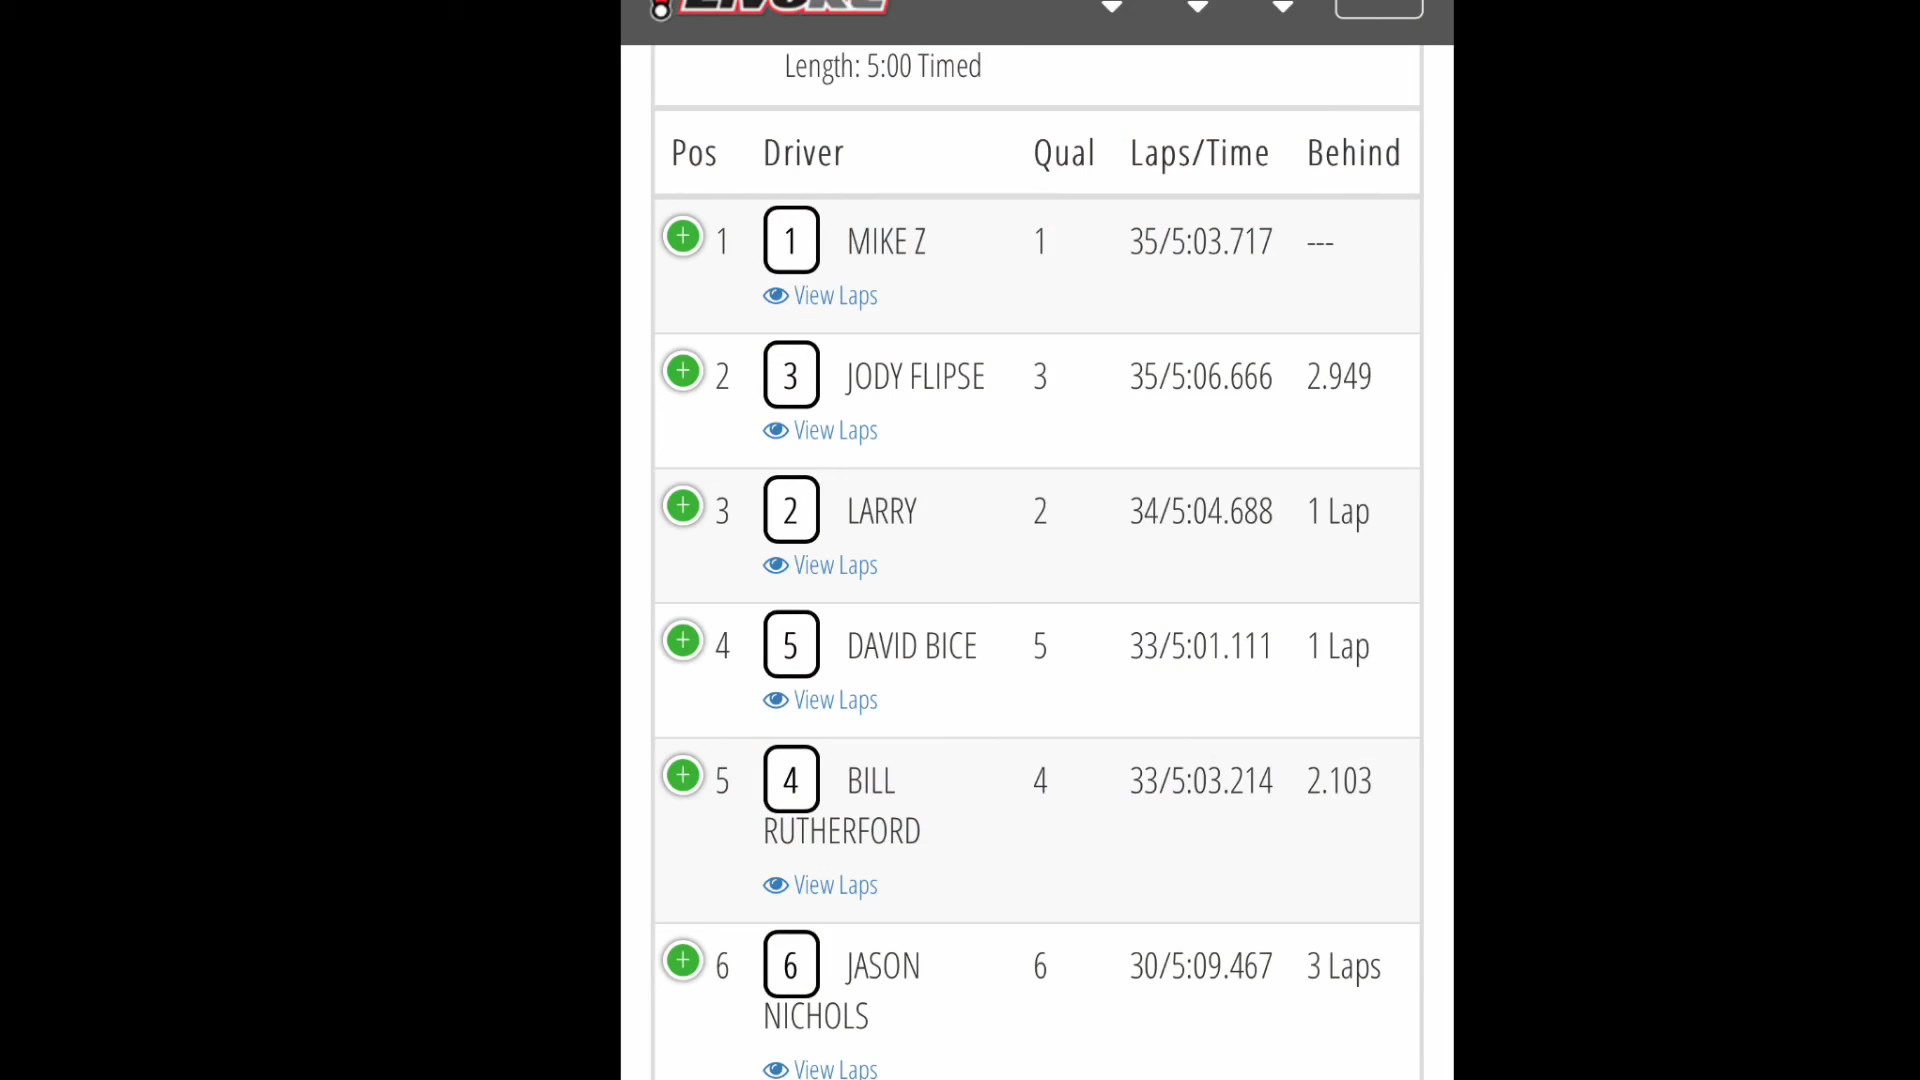 Length: 5:00 Timed
Pos Driver Qual Laps/Time Behind
1 1 MIKE Z 1 35/5:03.717 ---
View Laps
2 3 JODY FLIPSE 3 35/5:06.666 2.949
View Laps
3 2 LARRY 2 34/5:04.688 1 Lap
View Laps
4 5 DAVID BICE 5 33/5:01.111 1 Lap
View Laps
5 4 BILL 4 33/5:03.214 2.103
RUTHERFORD
View Laps
6 6 JASON 6 30/5:09.467 3 Laps
NICHOLS
View Laps